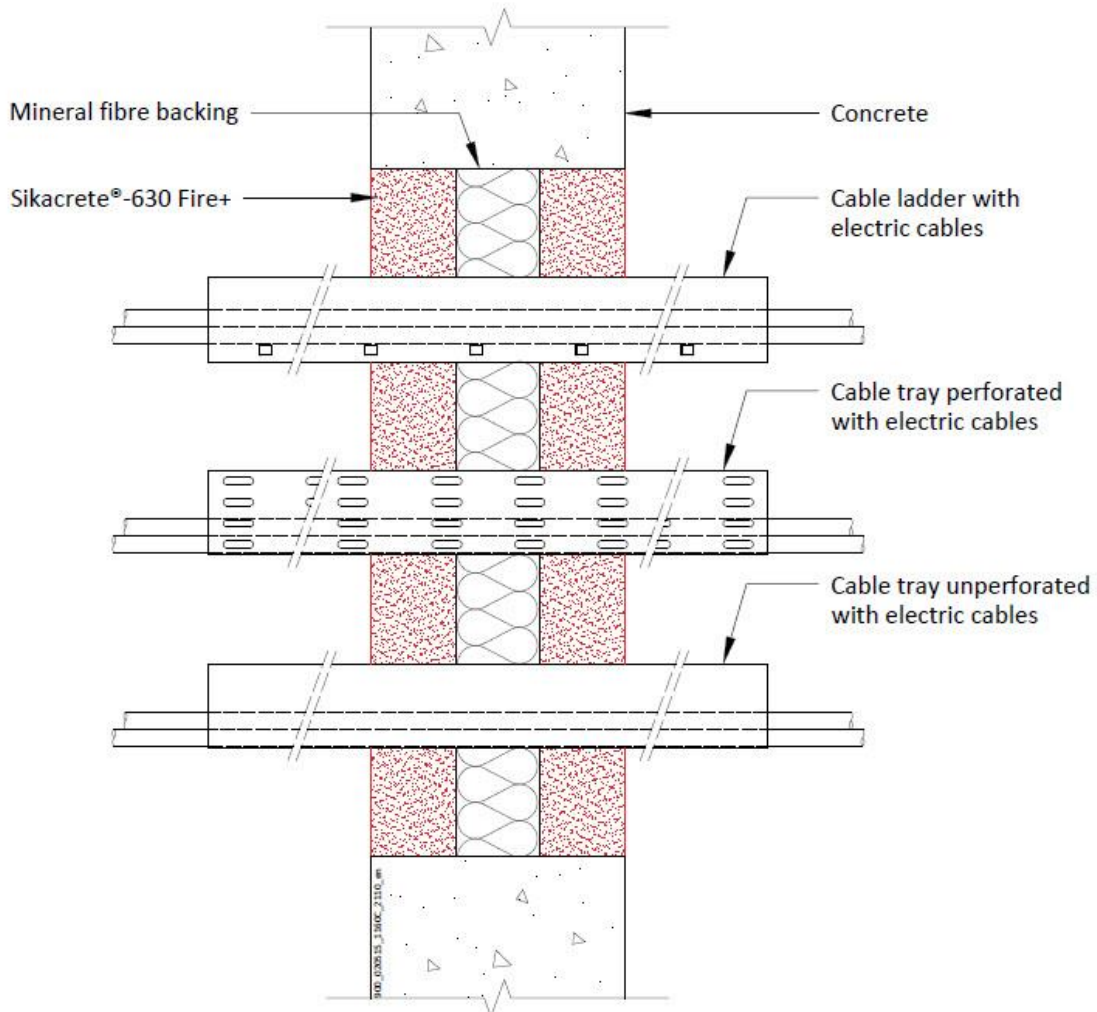 Mineral fibre backing
Concrete
Sikacrete®-630 Fire+
Cable ladder with
electric cables
Cable tray perforated
with electric cables
Cable tray unperforated
with electric cables